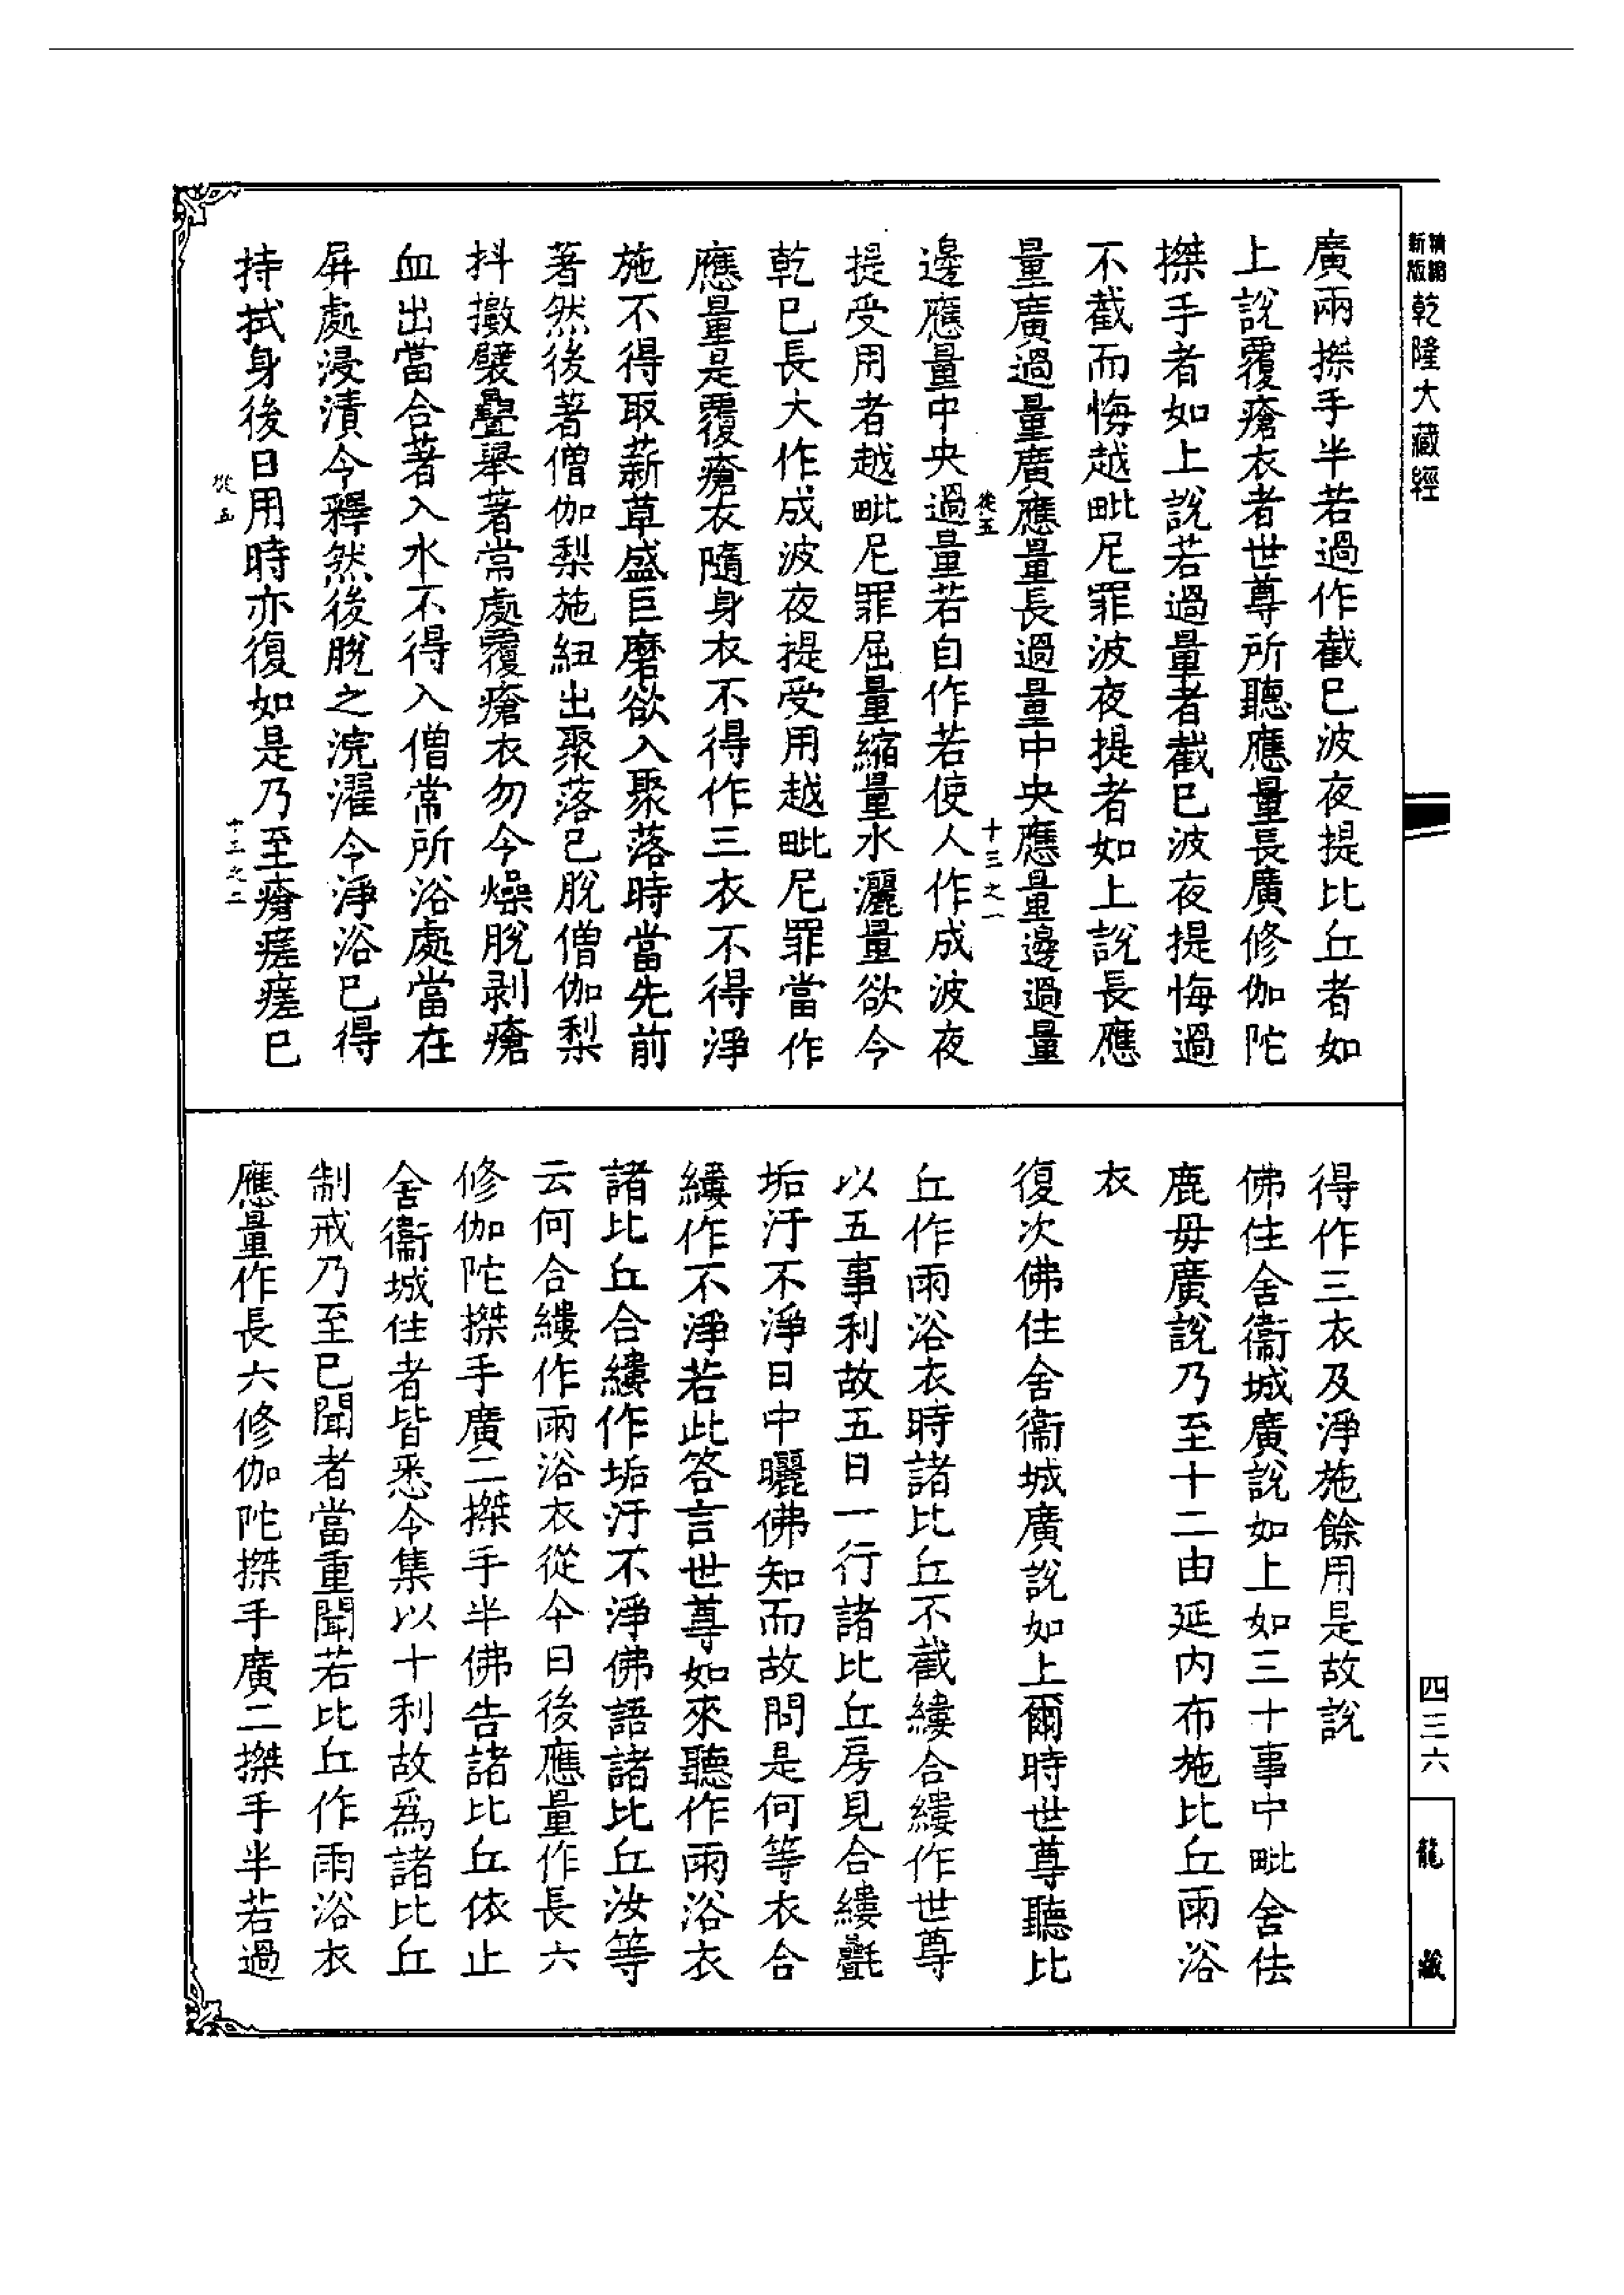 精縮
新版
乾隆大藏經
廣兩搩手半若過作截已波夜提比丘者如
上說覆瘡衣者世尊所聽應量長廣修伽陀
搩手者如上說若過量者截已波夜提悔過
不截而悔越毗尼罪波夜提者如上說長應
量廣過量廣應量長過量中央應量邊過量
從五
十三之一
邊應量中央過量若自作若使人作成波夜
提受用者越毗尼罪屈量縮量水灑量欲令
乾已長大作成波夜提受用越毗尼罪當作
應量是覆瘡衣隨身衣不得作三衣不得淨
施不得取薪草盛巨磨欲入聚落時當先前
著然後著僧伽梨施紐出聚落已脫僧伽梨
抖擻襞疊舉著常處覆瘡衣勿令燥脫剥瘡
血出當合著入水不得入僧常所浴處當在
屏處浸漬令釋然後脫之浣濯令淨浴已得
持拭身後日用時亦復如是乃至瘡瘥瘥已
從五
十三之二
得作三衣及淨施餘用是故說
佛住舍衞城廣說如上如三十事中毗舍佉
鹿毋廣說乃至十二由延内布施比丘雨浴
衣
復次佛住舍衞城廣說如上爾時世尊聽比
丘作雨浴衣時諸比丘不截縷合縷作世尊
以五事利故五日一行諸比丘房見合縷㲲
垢汙不淨日中曬佛知而故問是何等衣合
縷作不淨若此答言世尊如來聽作雨浴衣
諸比丘合縷作垢汙不淨佛語諸比丘汝等
云何合縷作雨浴衣從今日後應量作長六
修伽陀搩手廣二搩手半佛告諸比丘依止
舍衞城住者皆悉令集以十利故爲諸比丘
制戒乃至已聞者當重聞若比丘作雨浴衣
應量作長六修伽陀搩手廣二搩手半若過
四三六
龍藏